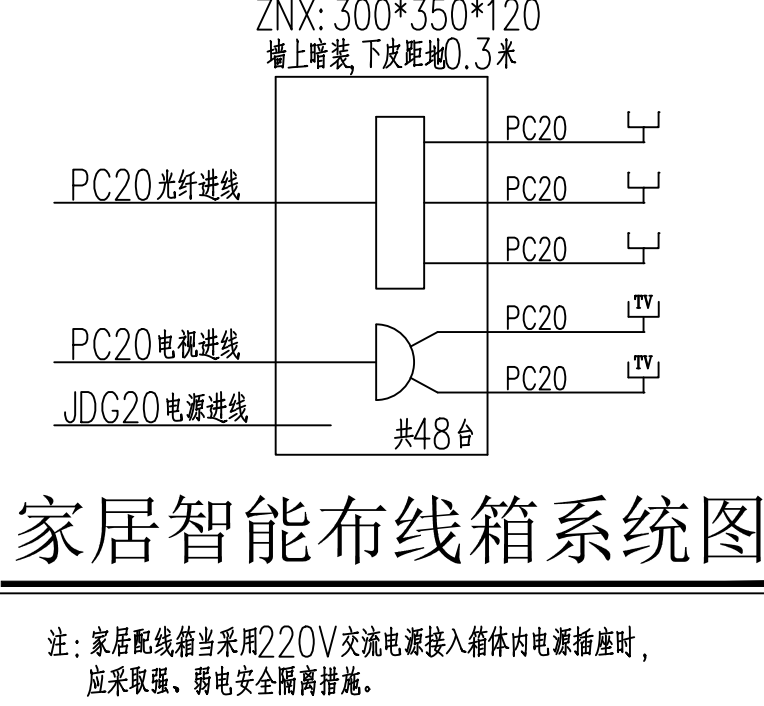 ZNX: 300*350*120
墙上暗装,下皮距地0.3米
PC20
PC20光纤进线
PC20
PC20
PC20
TV
PC20电视进线
PC20
TV
JDG20电源进线
共48台
家居智能布线箱系统图
注: 家居配线箱当采用220V交流电源接入箱体内电源插座时,
应采取强、弱电安全隔离措施。